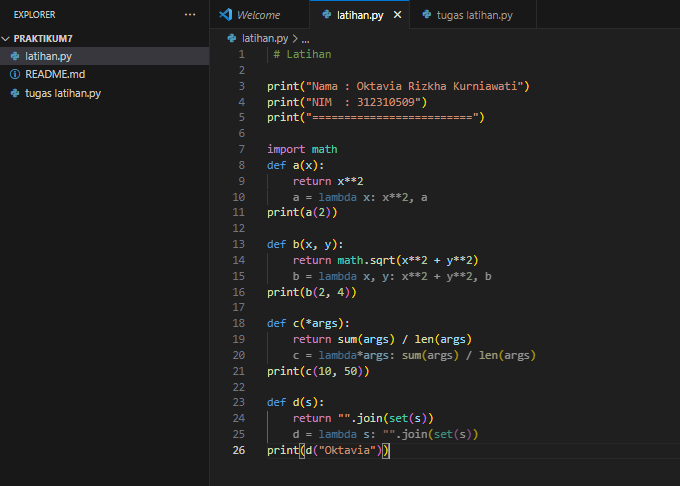 EXPLORER ...
PRAKTIKUM7
latihan.py
README.md
tugas latihan.py
Welcome latihan.py tugas latihan.py
latihan.py > ...
1 # Latihan
2
3 print("Nama : Oktavia Rizkha Kurniawati")
4 print("NIM  : 312310509")
5 print("=========================")
6
7 import math
8 def a(x):
9     return x**2
10     a = lambda x: x**2, a
11 print(a(2))
12
13 def b(x, y):
14     return math.sqrt(x**2 + y**2)
15     b = lambda x, y: x**2 + y**2, b
16 print(b(2, 4))
17
18 def c(*args):
19     return sum(args) / len(args)
20     c = lambda*args: sum(args) / len(args)
21 print(c(10, 50))
22
23 def d(s):
24     return "".join(set(s))
25     d = lambda s: "".join(set(s))
26 print(d("Oktavia"))